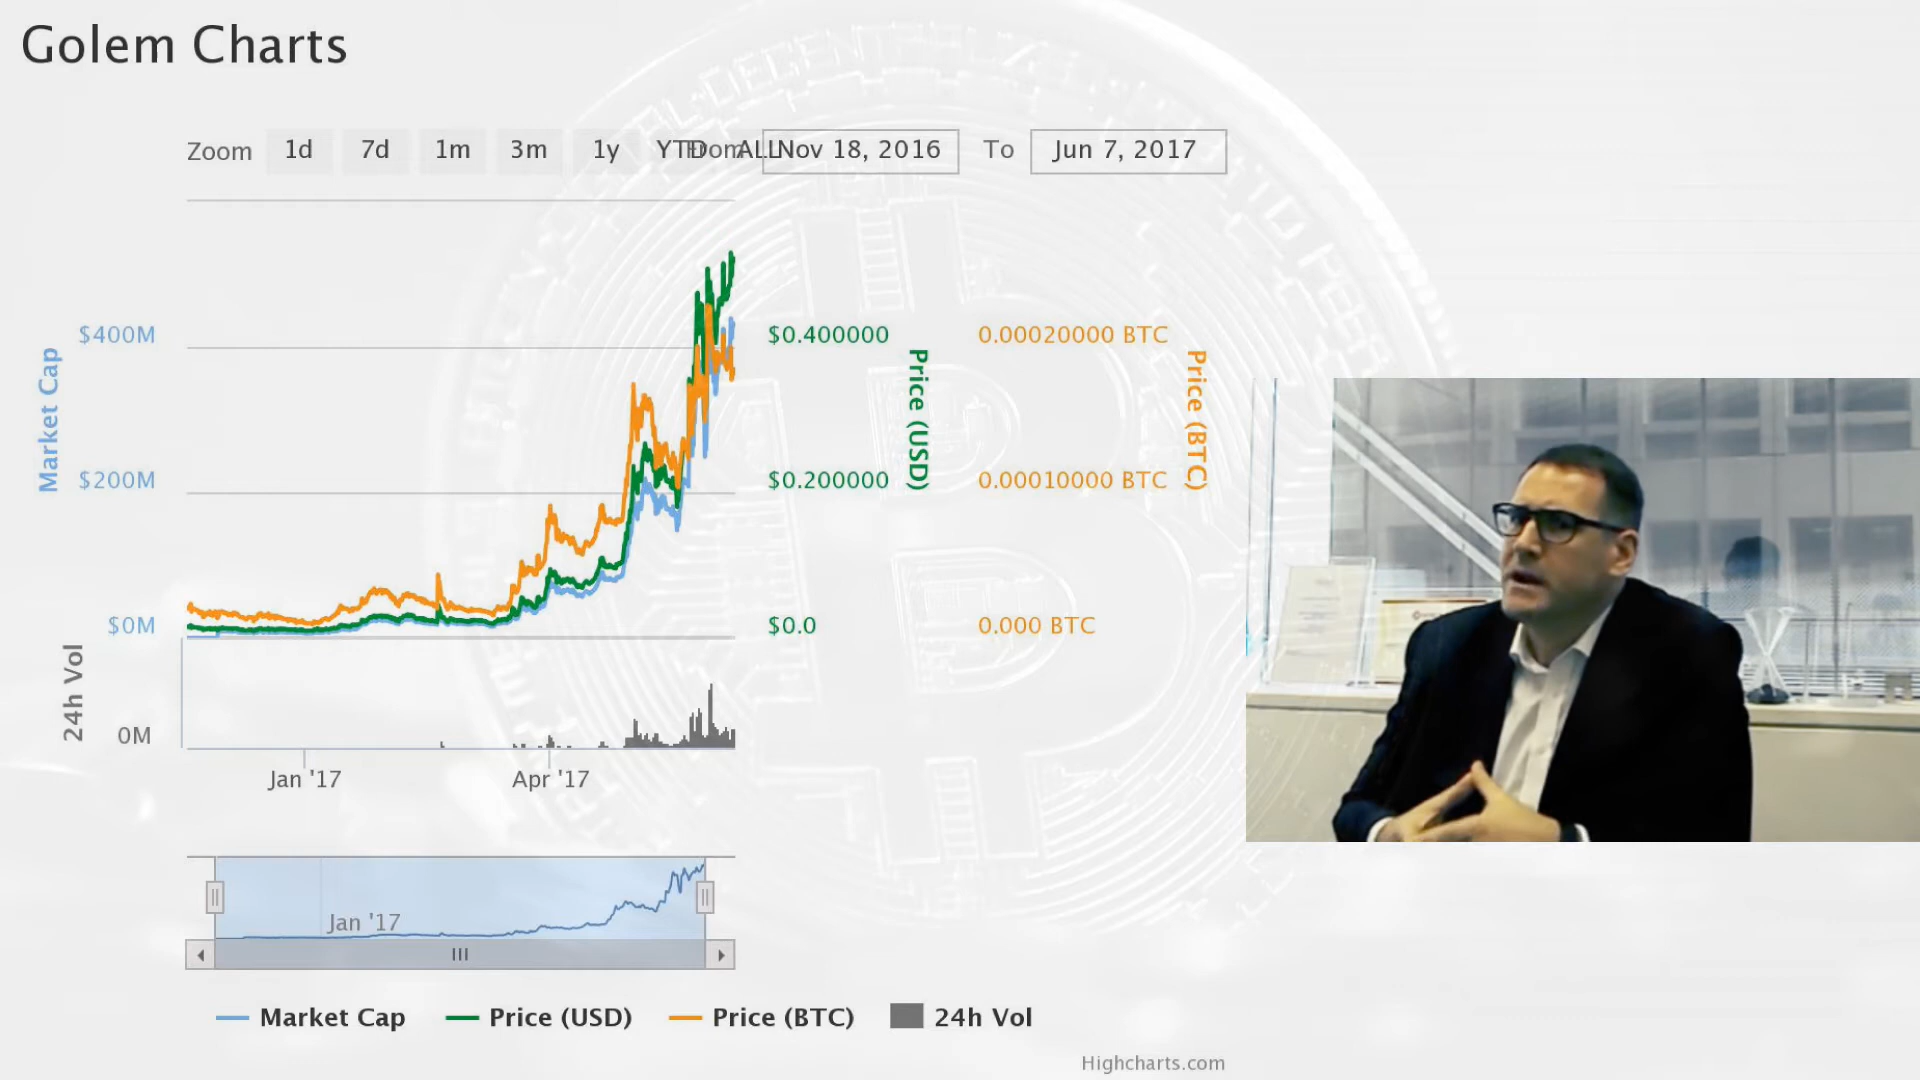 Golem Charts
Zoom 1d 7d 1m 3m 1y YTD From ALL Nov 18, 2016 To Jun 7, 2017
$400M $0.400000 0.00020000 BTC
Market Cap
Price (USD)
Price (BTC)
$200M $0.200000 0.00010000 BTC
$0M $0.0 0.000 BTC
24h Vol
0M
Jan '17 Apr '17
Jan '17
Market Cap Price (USD) Price (BTC) 24h Vol
Highcharts.com